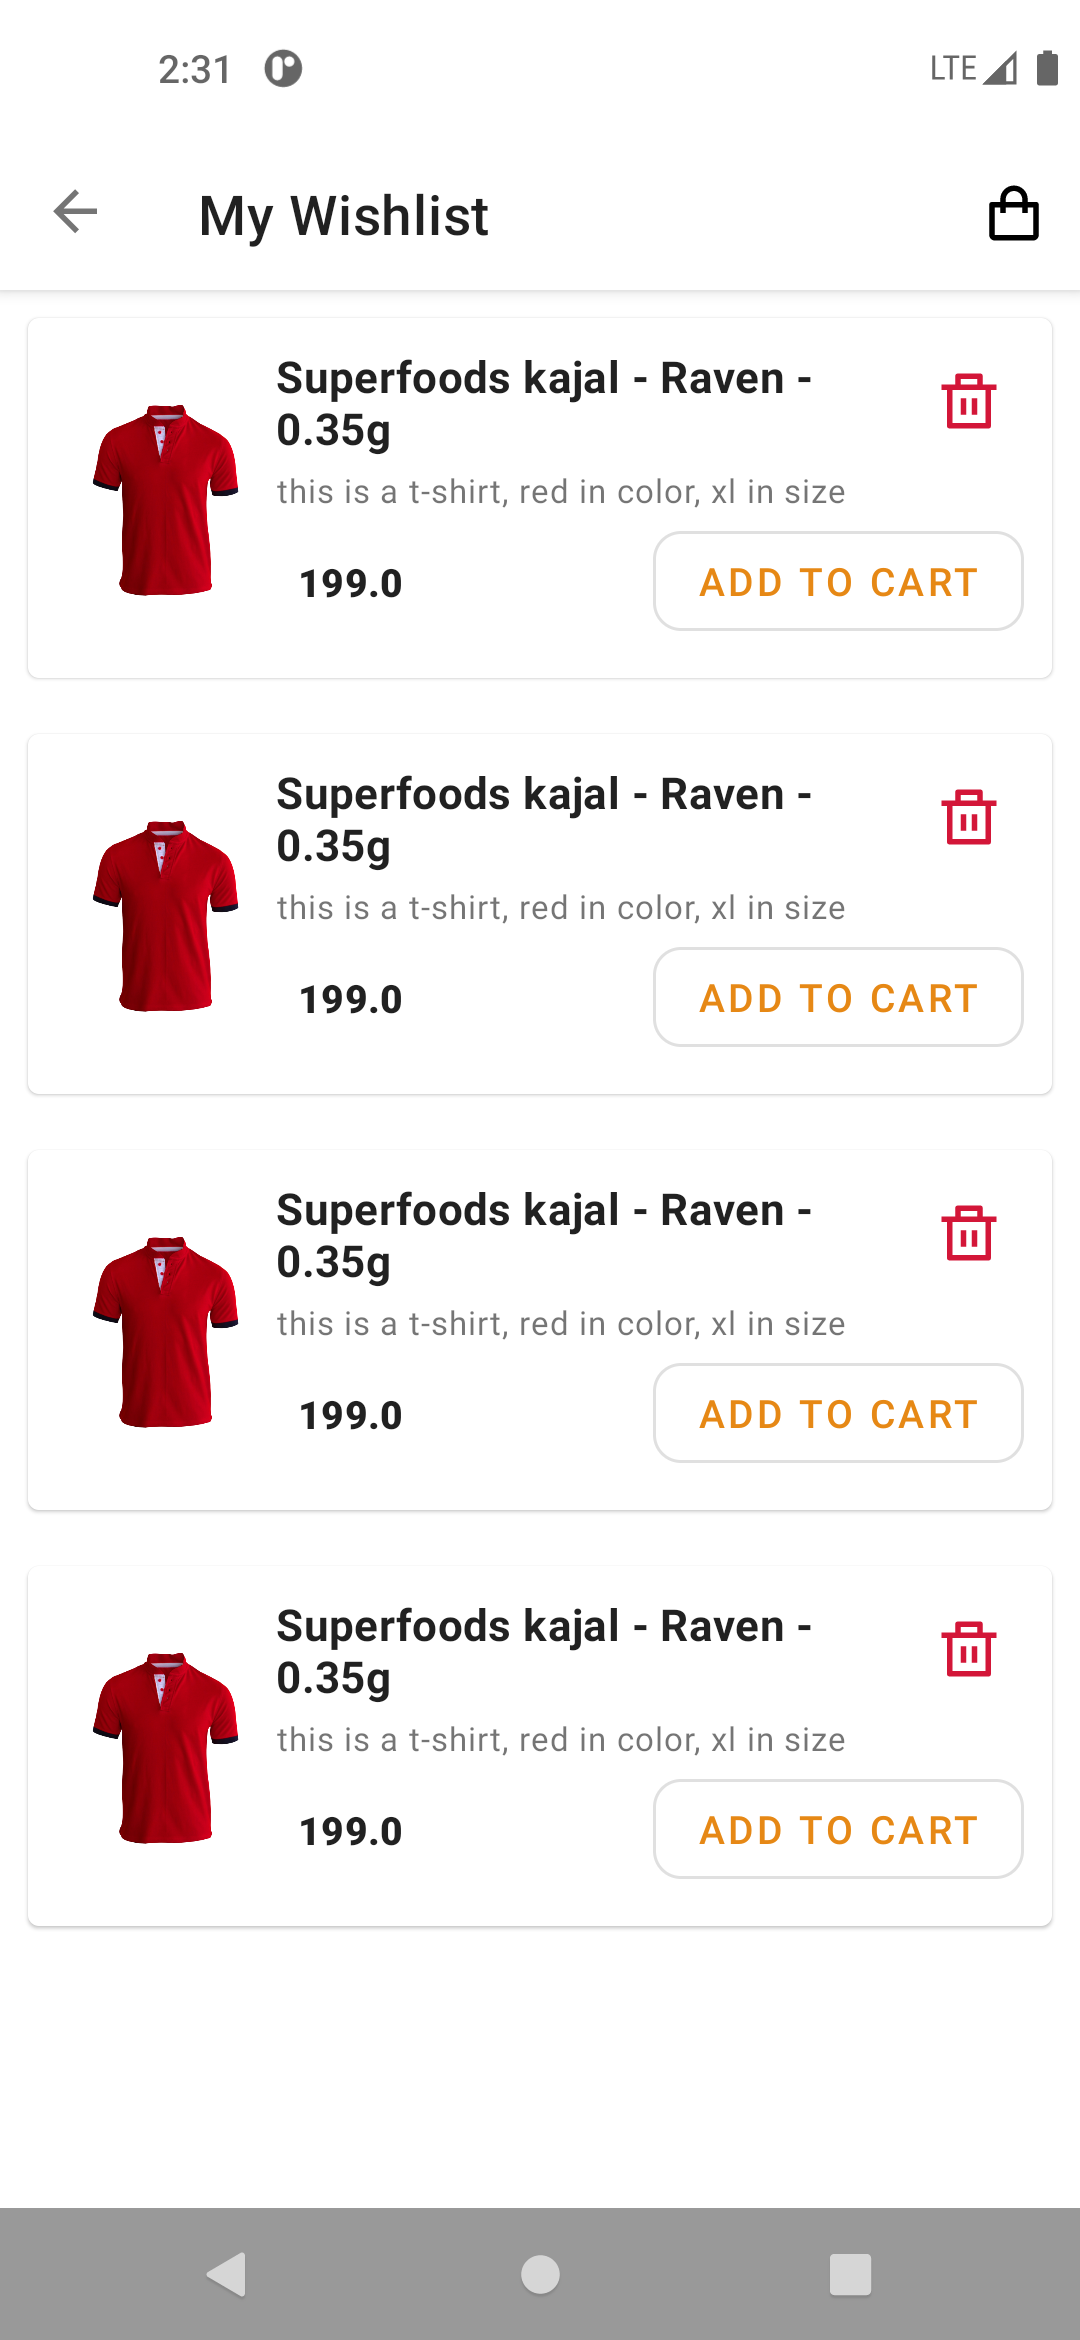 2:31
LTE
My Wishlist
Superfoods kajal - Raven -
0.35g
this is a t-shirt, red in color, xl in size
199.0
ADD TO CART
Superfoods kajal - Raven -
0.35g
this is a t-shirt, red in color, xl in size
199.0
ADD TO CART
Superfoods kajal - Raven -
0.35g
this is a t-shirt, red in color, xl in size
199.0
ADD TO CART
Superfoods kajal - Raven -
0.35g
this is a t-shirt, red in color, xl in size
199.0
ADD TO CART